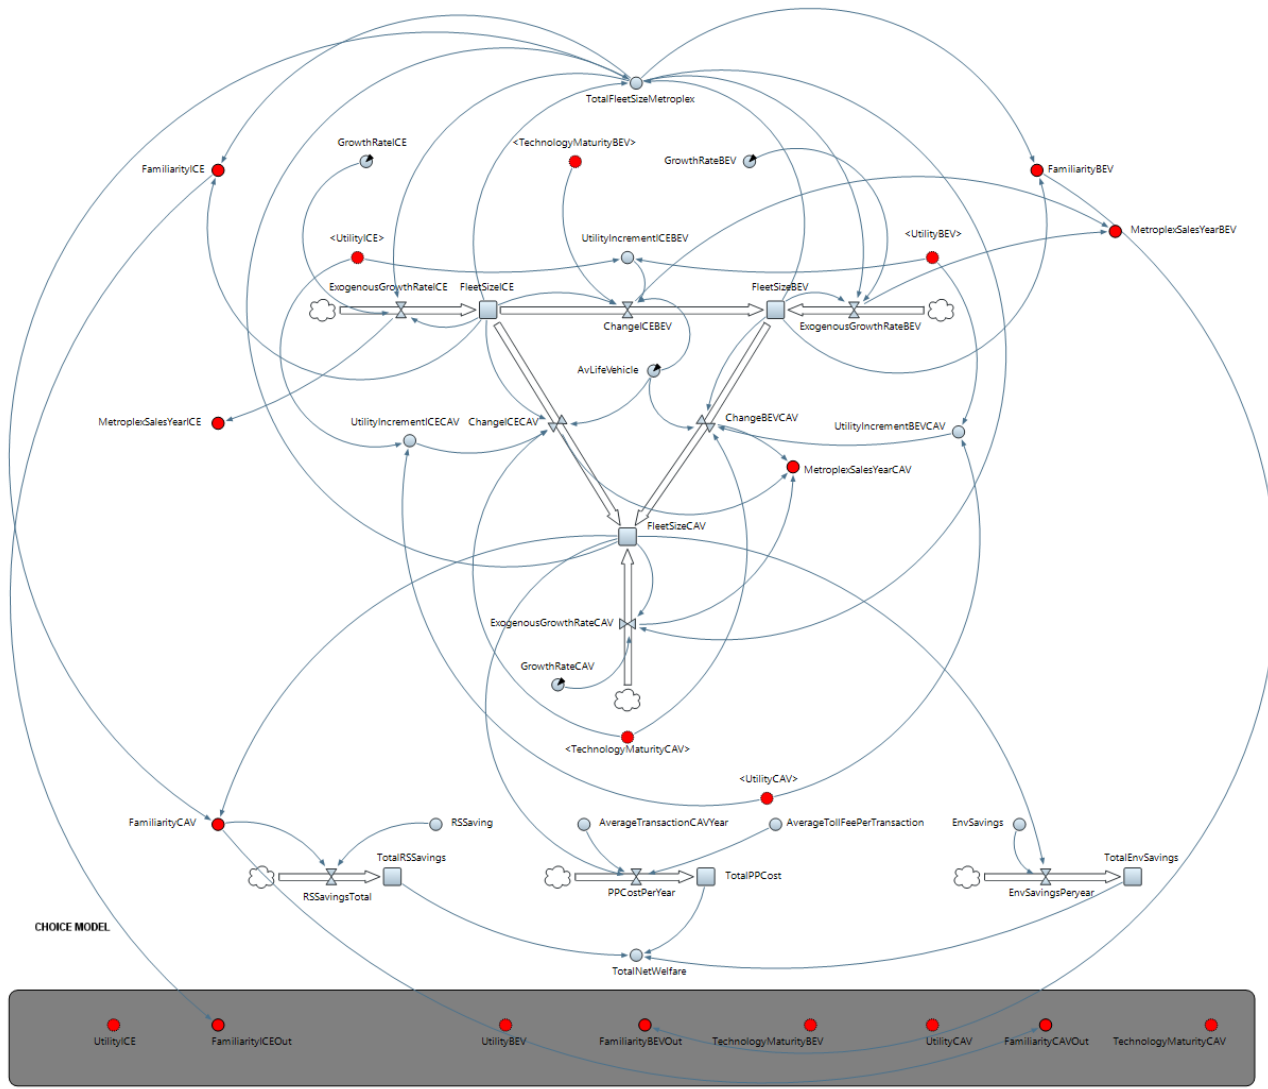 TotalFleetSizeMetroplex
GrowthRateICE
<TechnologyMaturityBEV>
GrowthRateBEV
FamiliarityICE
FamiliarityBEV
MetroplexSalesYearBEV
<UtilityICE>
UtilityIncrementICEBEV
<UtilityBEV>
ExogenousGrowthRateICE
FleetSizeICE
FleetSizeBEV
ChangeICEBEV
ExogenousGrowthRateBEV
AvLifeVehicle
MetroplexSalesYearICE
UtilityIncrementICECAV
ChangeICECAV
ChangeBEVCAV
UtilityIncrementBEVCAV
MetroplexSalesYearCAV
FleetSizeCAV
ExogenousGrowthRateCAV
GrowthRateCAV
<TechnologyMaturityCAV>
<UtilityCAV>
FamiliarityCAV
RSSaving
AverageTransactionCAVYear
AverageTollFeePerTransaction
EnvSavings
TotalRSSavings
TotalPPCost
TotalEnvSavings
RSSavingsTotal
PPCostPerYear
EnvSavingsPeryear
CHOICE MODEL
TotalNetWelfare
UtilityICE
FamiliarityICEOut
UtilityBEV
FamiliarityBEVOut
TechnologyMaturityBEV
UtilityCAV
FamiliarityCAVOut
TechnologyMaturityCAV